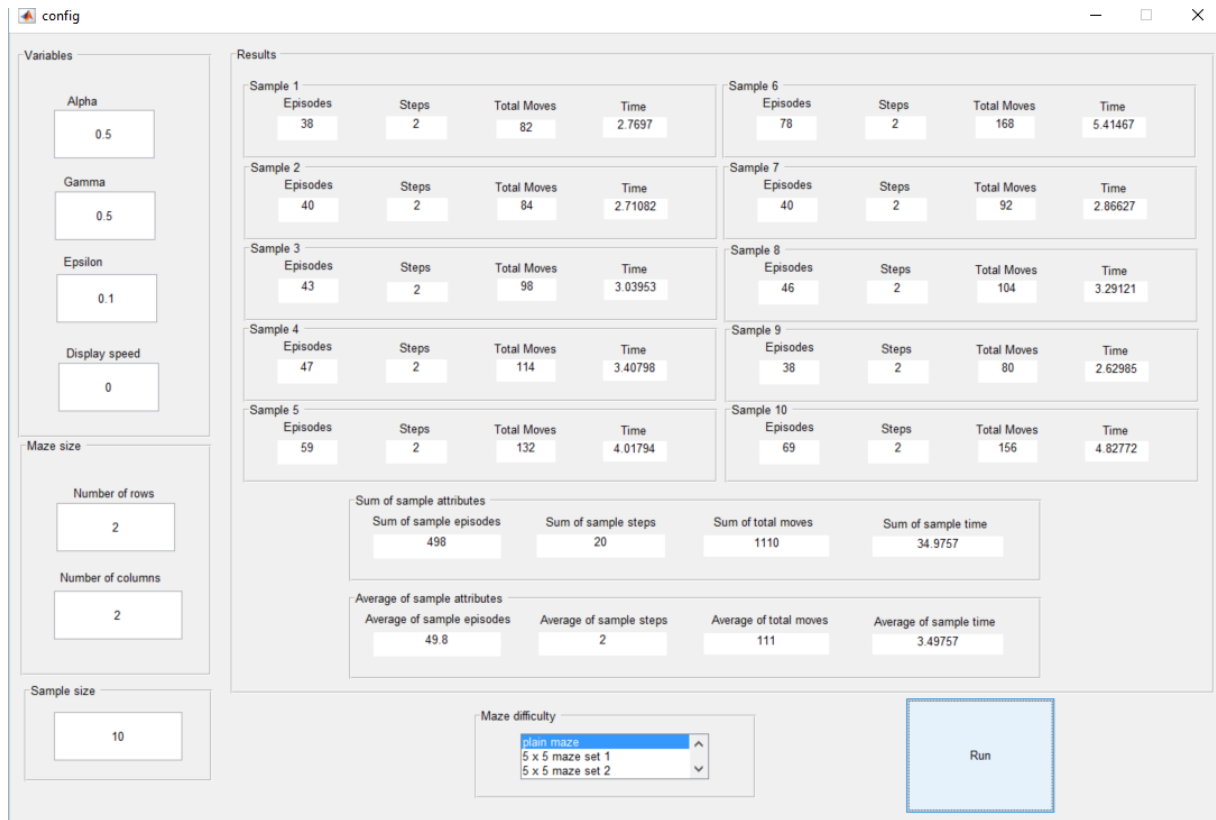 config
Variables
Alpha
0.5
Gamma
0.5
Epsilon
0.1
Display speed
0
Maze size
Number of rows
2
Number of columns
2
Sample size
10
Results
Sample 1
Episodes Steps Total Moves Time
38 2 82 2.7697
Sample 2
Episodes Steps Total Moves Time
40 2 84 2.71082
Sample 3
Episodes Steps Total Moves Time
43 2 98 3.03953
Sample 4
Episodes Steps Total Moves Time
47 2 114 3.40798
Sample 5
Episodes Steps Total Moves Time
59 2 132 4.01794
Sample 6
Episodes Steps Total Moves Time
78 2 168 5.41467
Sample 7
Episodes Steps Total Moves Time
40 2 92 2.86627
Sample 8
Episodes Steps Total Moves Time
46 2 104 3.29121
Sample 9
Episodes Steps Total Moves Time
38 2 80 2.62985
Sample 10
Episodes Steps Total Moves Time
69 2 156 4.82772
Sum of sample attributes
Sum of sample episodes Sum of sample steps Sum of total moves Sum of sample time
498 20 1110 34.9757
Average of sample attributes
Average of sample episodes Average of sample steps Average of total moves Average of sample time
49.8 2 111 3.49757
Maze difficulty
plain maze
5 x 5 maze set 1
5 x 5 maze set 2
Run